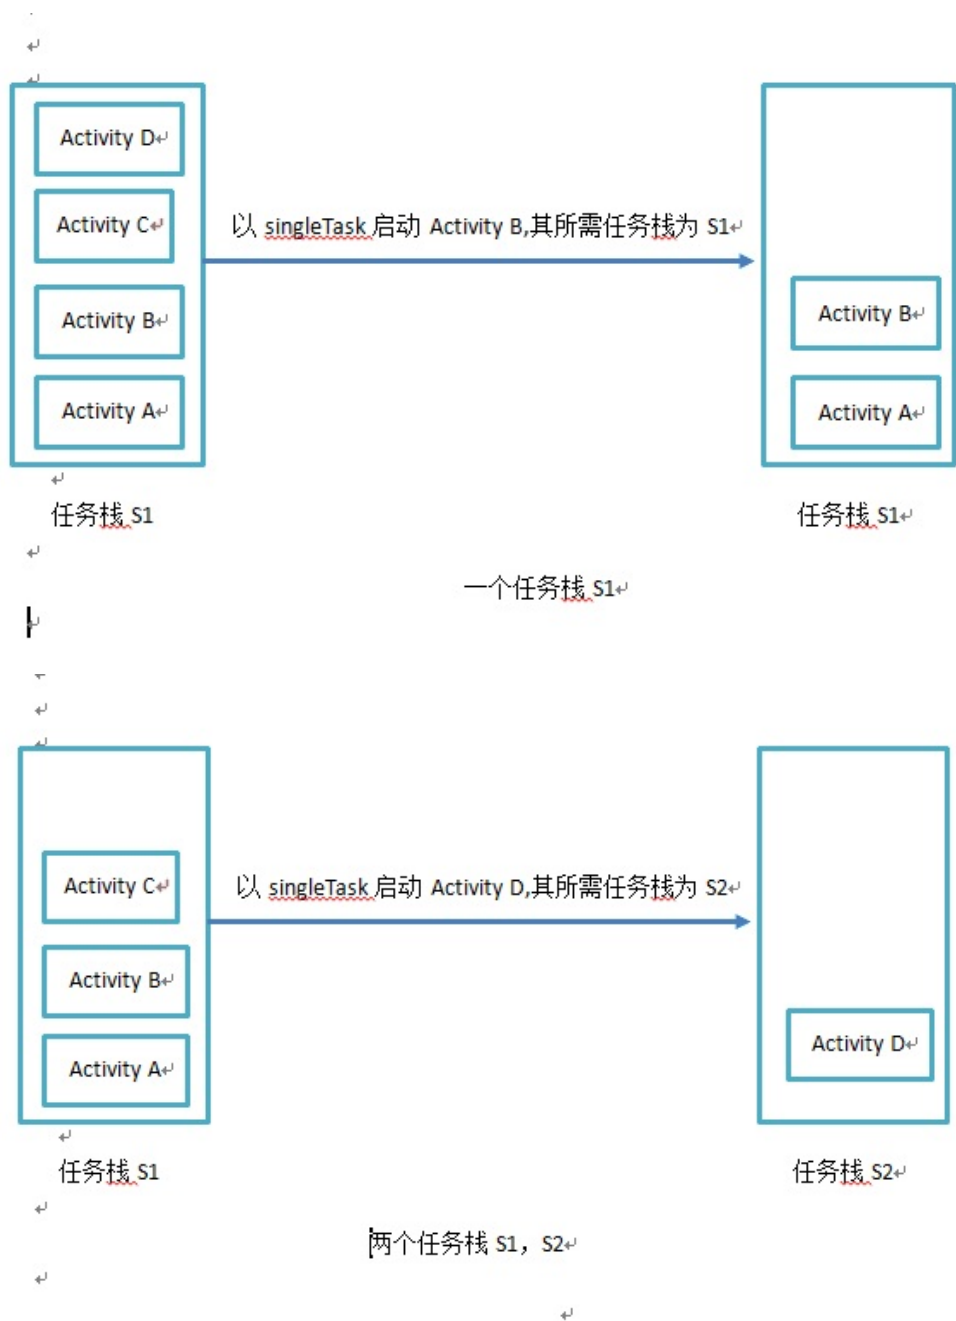 Activity D
Activity C
以 singleTask 启动 Activity B,其所需任务栈为 S1
Activity B
Activity A
Activity B
Activity A
任务栈 S1
任务栈 S1
一个任务栈 S1
Activity C
以 singleTask 启动 Activity D,其所需任务栈为 S2
Activity B
Activity A
Activity D
任务栈 S1
任务栈 S2
两个任务栈 S1，S2